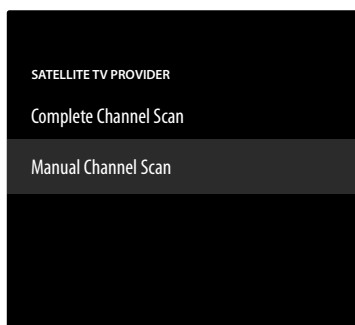 SATELLITE TV PROVIDER
Complete Channel Scan
Manual Channel Scan